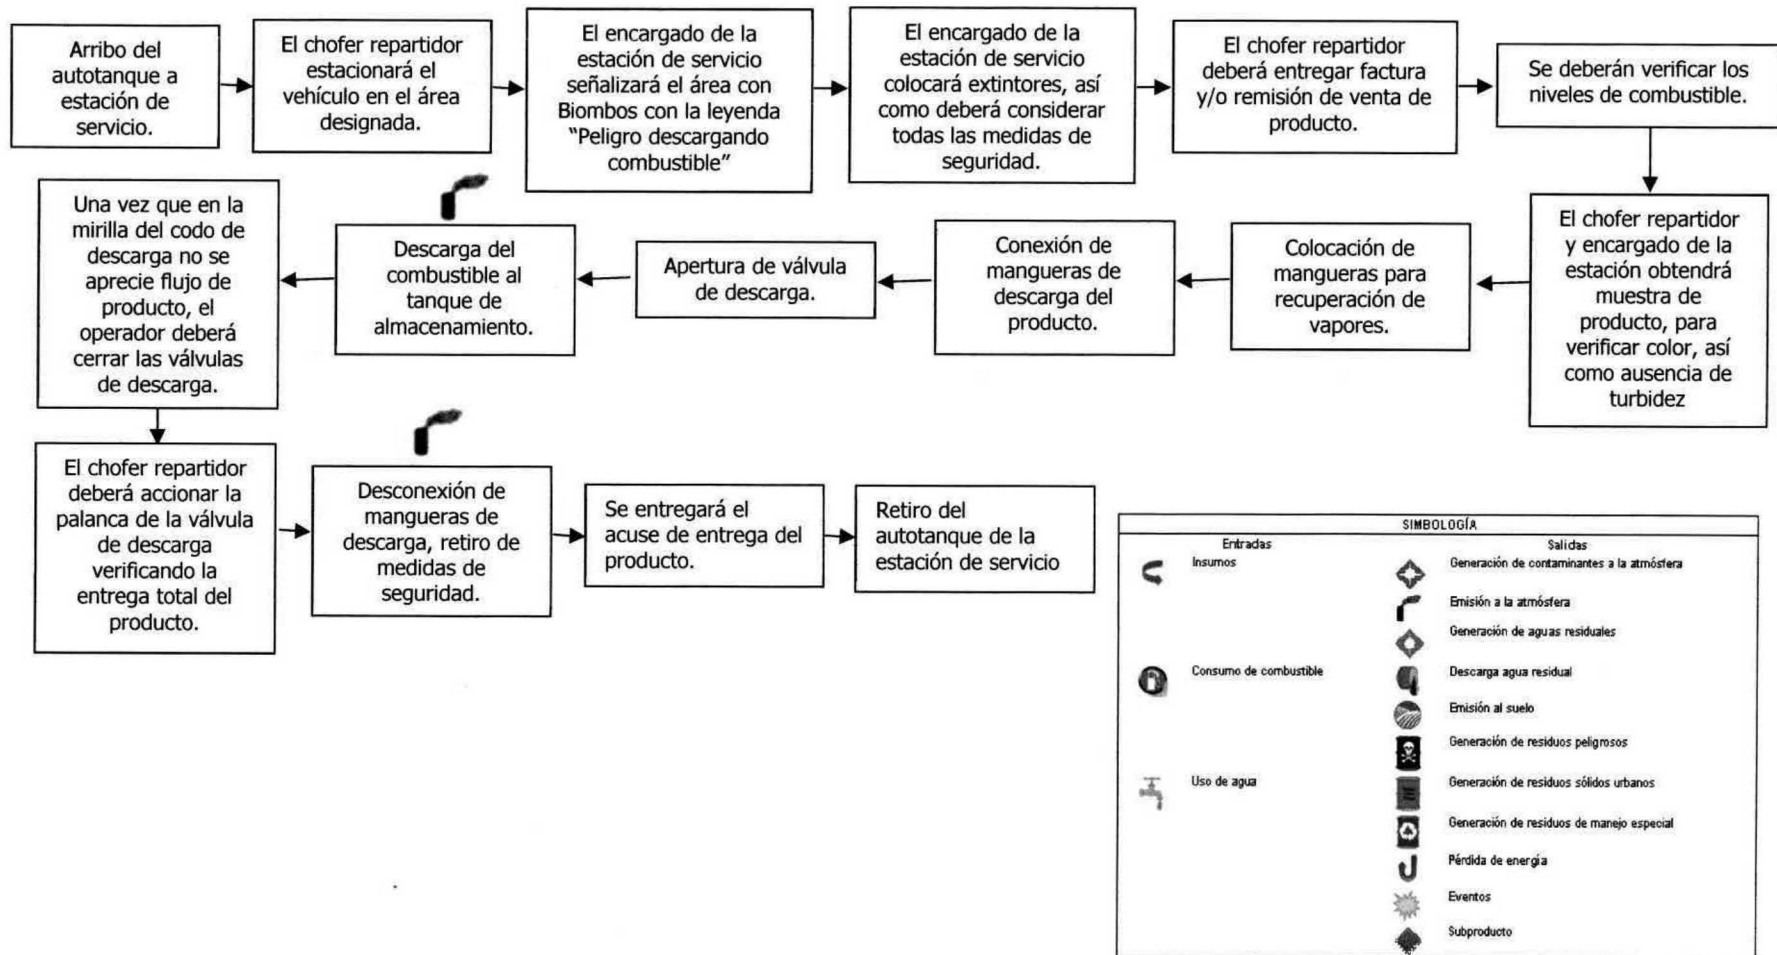 Arribo del
autotanque a
estación de
servicio.
El chofer repartidor
estacionará el
vehículo en el área
designada.
El encargado de la
estación de servicio
señalizará el área con
Biombos con la leyenda
“Peligro descargando
combustible”
El encargado de la
estación de servicio
colocará extintores, así
como deberá considerar
todas las medidas de
seguridad.
El chofer repartidor
deberá entregar factura
y/o remisión de venta de
producto.
Se deberán verificar los
niveles de combustible.
El chofer repartidor
y encargado de la
estación obtendrá
muestra de
producto, para
verificar color, así
como ausencia de
turbidez
Colocación de
mangueras para
recuperación de
vapores.
Conexión de
mangueras de
descarga del
producto.
Apertura de válvula
de descarga.
Descarga del
combustible al
tanque de
almacenamiento.
Una vez que en la
mirilla del codo de
descarga no se
aprecie flujo de
producto, el
operador deberá
cerrar las válvulas
de descarga.
El chofer repartidor
deberá accionar la
palanca de la válvula
de descarga
verificando la
entrega total del
producto.
Desconexión de
mangueras de
descarga, retiro de
medidas de
seguridad.
Se entregará el
acuse de entrega del
producto.
Retiro del
autotanque de la
estación de servicio
SIMBOLOGÍA
Entradas
Insumos
Consumo de combustible
Uso de agua
Salidas
Generación de contaminantes a la atmósfera
Emisión a la atmósfera
Generación de aguas residuales
Descarga agua residual
Emisión al suelo
Generación de residuos peligrosos
Generación de residuos sólidos urbanos
Generación de residuos de manejo especial
Pérdida de energía
Eventos
Subproducto